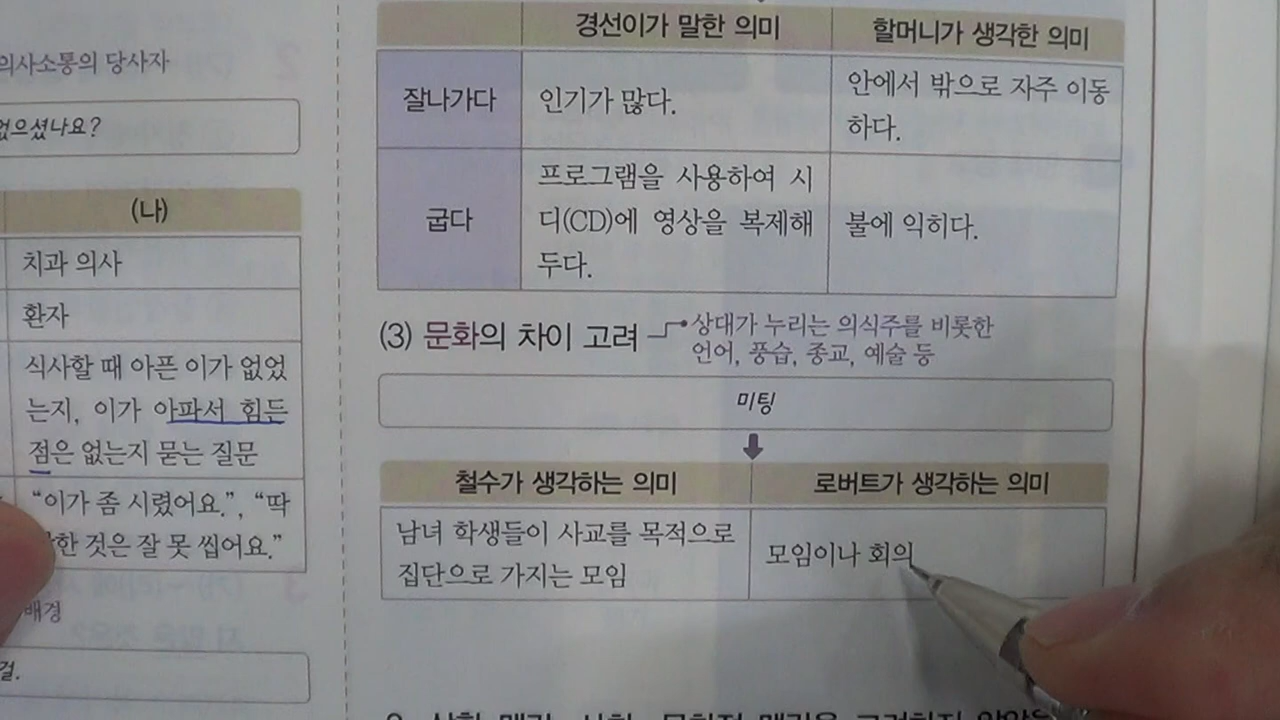 의사소통의 당사자
없으셨나요?
(나)
치과 의사
환자
식사할 때 아픈 이가 없었
는지, 이가 아파서 힘든
점은 없는지 묻는 질문
“이가 좀 시렸어요.”, “딱
한 것은 잘 못 씹어요.”
배경
걸.
경선이가 말한 의미 할머니가 생각한 의미
잘나가다 인기가 많다. 안에서 밖으로 자주 이동
하다.
굽다 프로그램을 사용하여 시
디(CD)에 영상을 복제해
두다.
불에 익히다.
(3) 문화의 차이 고려
상대가 누리는 의식주를 비롯한
언어, 풍습, 종교, 예술 등
미팅
철수가 생각하는 의미 로버트가 생각하는 의미
남녀 학생들이 사교를 목적으로
집단으로 가지는 모임
모임이나 회의